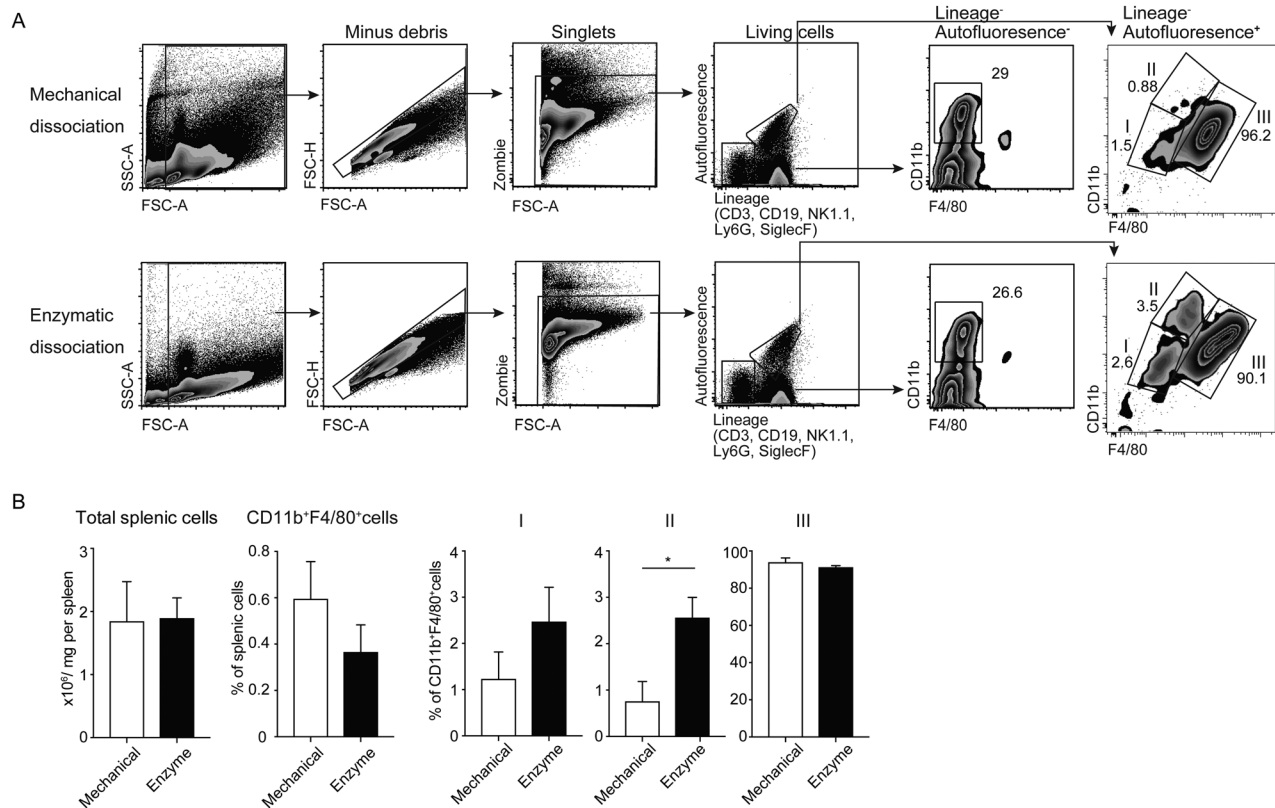 A
Minus debris
Singlets
Living cells
Lineage-
Autofluoresence-
Lineage-
Autofluoresence+
Mechanical
dissociation
SSC-A
FSC-A
FSC-H
FSC-A
Zombie
FSC-A
Autofluorescence
Lineage
(CD3, CD19, NK1.1,
Ly6G, SiglecF)
29
CD11b
F4/80
II
0.88
I
1.5
III
96.2
CD11b
F4/80
Enzymatic
dissociation
SSC-A
FSC-A
FSC-H
FSC-A
Zombie
FSC-A
Autofluorescence
Lineage
(CD3, CD19, NK1.1,
Ly6G, SiglecF)
26.6
CD11b
F4/80
II
3.5
I
2,6
III
90.1
CD11b
F4/80
B
Total splenic cells
x10⁶/ mg per spleen
3
2
1
0
Mechanical
Enzyme
CD11b⁺F4/80⁺cells
% of splenic cells
0.8
0.6
0.4
0.2
0
Mechanical
Enzyme
I
% of CD11b⁺F4/80⁺cells
4
3
2
1
0
Mechanical
Enzyme
II
4
3
2
1
0
*
Mechanical
Enzyme
III
100
80
60
40
20
0
Mechanical
Enzyme